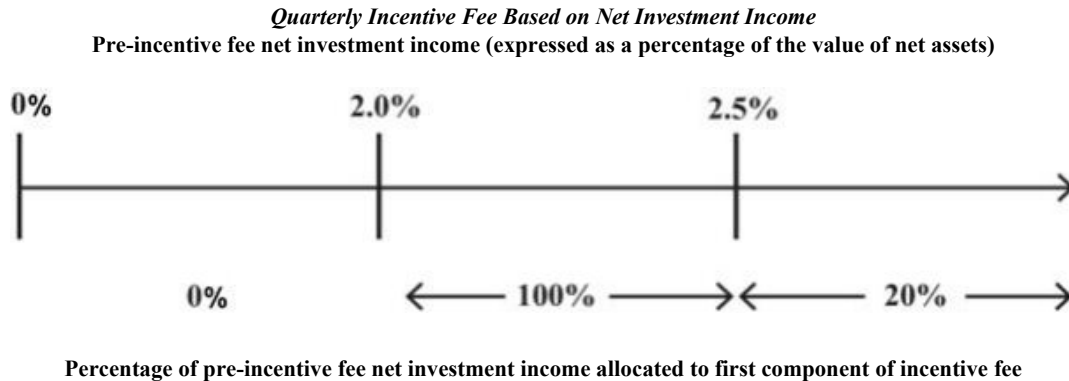 Quarterly Incentive Fee Based on Net Investment Income
Pre-incentive fee net investment income (expressed as a percentage of the value of net assets)
0% 2.0% 2.5%
0% 100% 20%
Percentage of pre-incentive fee net investment income allocated to first component of incentive fee